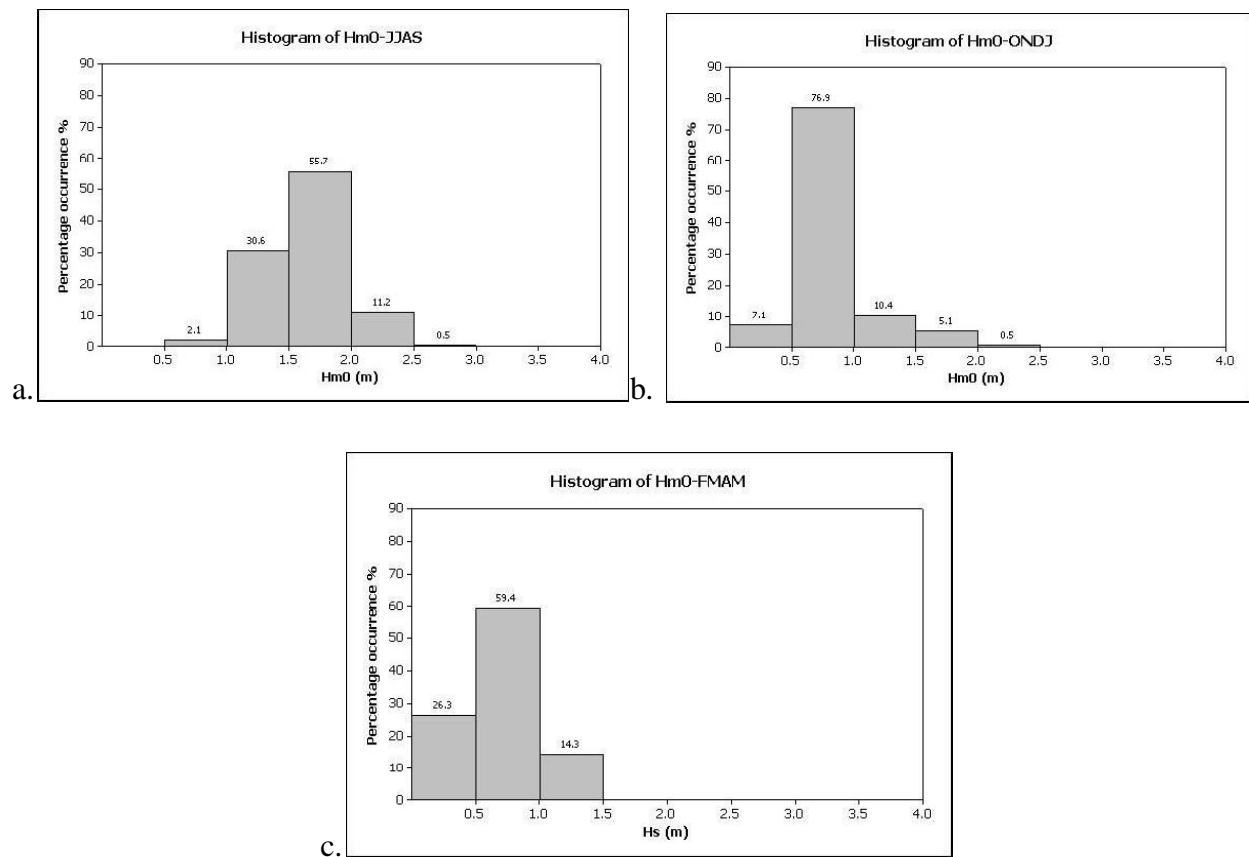 Histogram of Hm0-JJAS
Percentage occurrence %
90
80
70
60
50
40
30
20
10
0
2.1
30.6
55.7
11.2
0.5
0.5 1.0 1.5 2.0 2.5 3.0 3.5 4.0
Hm0 (m)
a.
Histogram of Hm0-ONDJ
Percentage occurrence %
90
80
70
60
50
40
30
20
10
0
7.1
76.9
10.4
5.1
0.5
0.5 1.0 1.5 2.0 2.5 3.0 3.5 4.0
Hm0 (m)
b.
Histogram of Hm0-FMAM
Percentage occurrence %
90
80
70
60
50
40
30
20
10
0
26.3
59.4
14.3
0.5 1.0 1.5 2.0 2.5 3.0 3.5 4.0
Hs (m)
c.